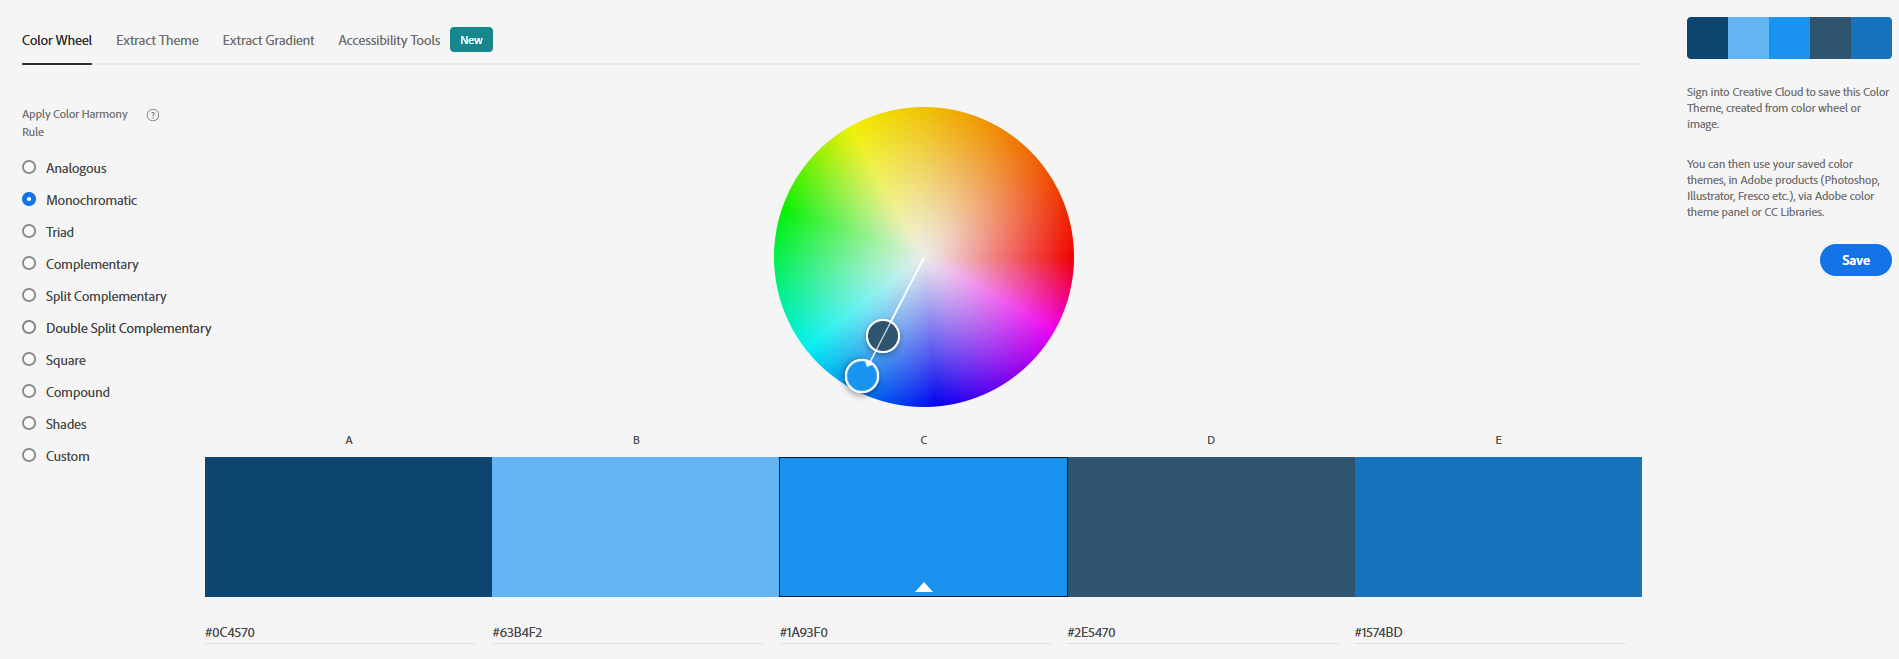 Color Wheel Extract Theme Extract Gradient Accessibility Tools New
Apply Color Harmony ?
Rule
Analogous
Monochromatic
Triad
Complementary
Split Complementary
Double Split Complementary
Square
Compound
Shades
Custom
A B C D E
#0C4570 #63B4F2 #1A93F0 #2E5470 #1574BD
Sign into Creative Cloud to save this Color
Theme, created from color wheel or
image.
You can then use your saved color
themes, in Adobe products (Photoshop,
Illustrator, Fresco etc.), via Adobe color
theme panel or CC Libraries.
Save